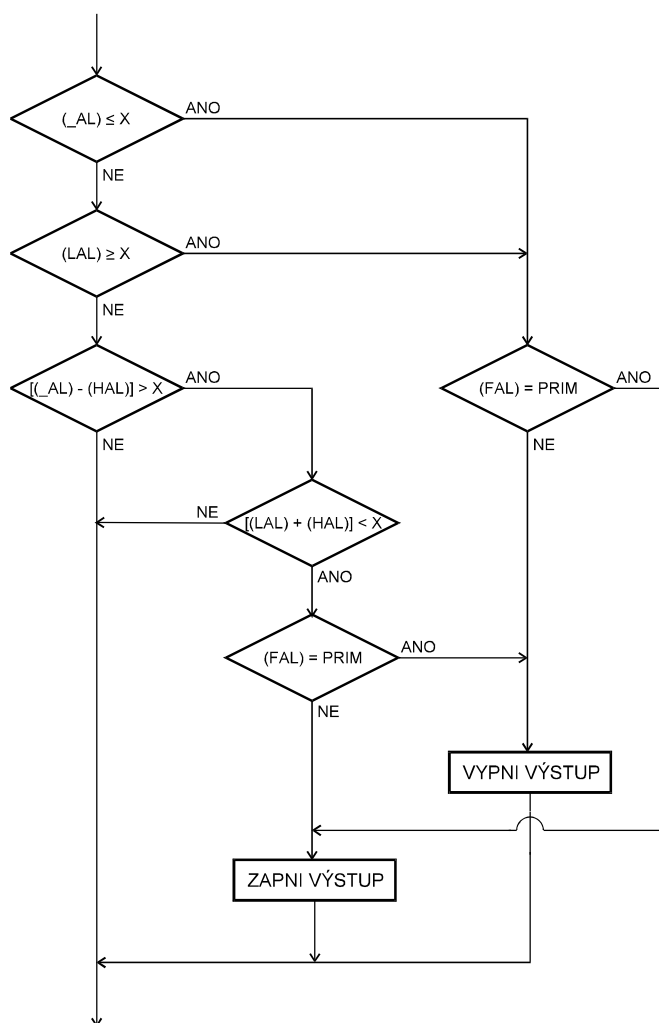 (_AL) ≤ X
ANO
NE
(LAL) ≥ X
ANO
NE
[(_AL) - (HAL)] > X
ANO
NE
(FAL) = PRIM
ANO
NE
[(LAL) + (HAL)] < X
NE
ANO
(FAL) = PRIM
ANO
NE
VYPNI VÝSTUP
ZAPNI VÝSTUP